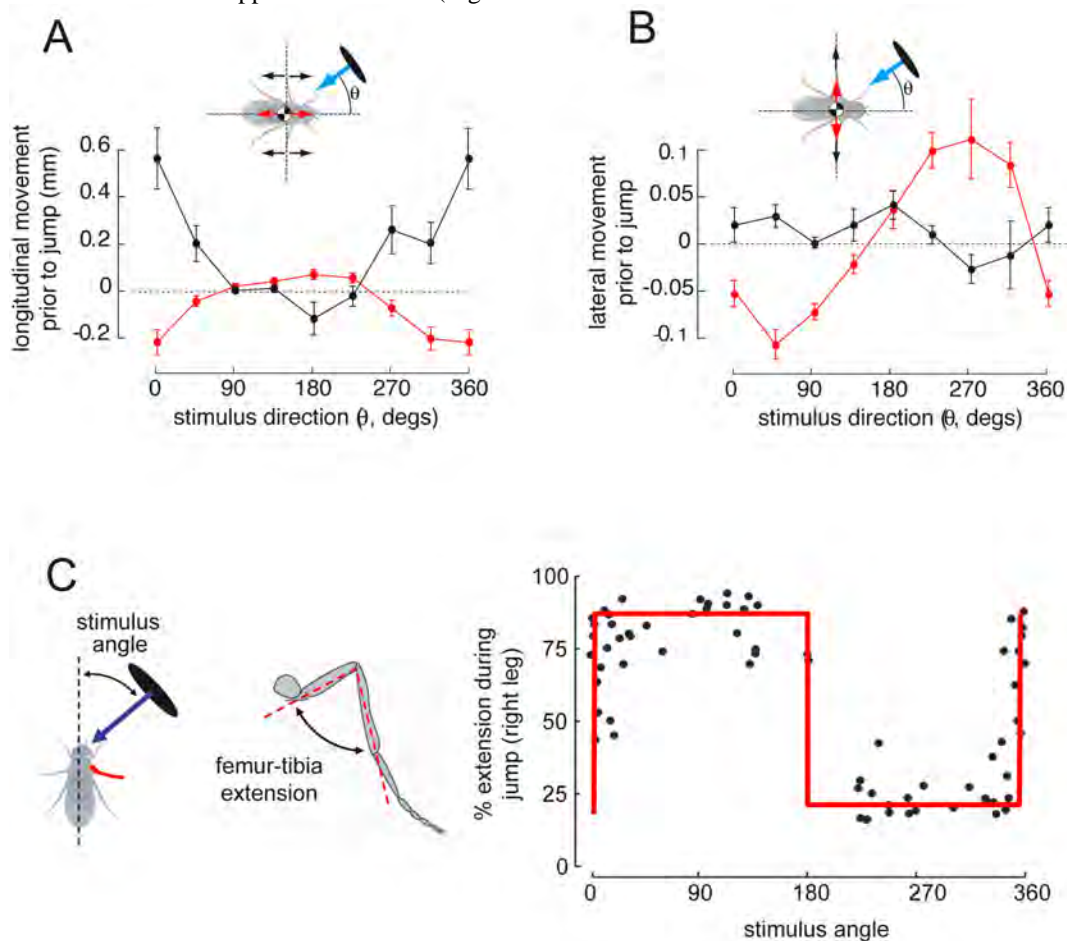 A
B
θ
θ
longitudinal movement
prior to jump (mm)
0.6
0.4
0.2
0
-0.2
0 90 180 270 360
stimulus direction (θ, degs)
lateral movement
prior to jump
0.1
0.05
0
-0.05
-0.1
0 90 180 270 360
stimulus direction (θ, degs)
C
stimulus
angle
femur-tibia
extension
% extension during
jump (right leg)
100
75
50
25
0
0 90 180 270 360
stimulus angle